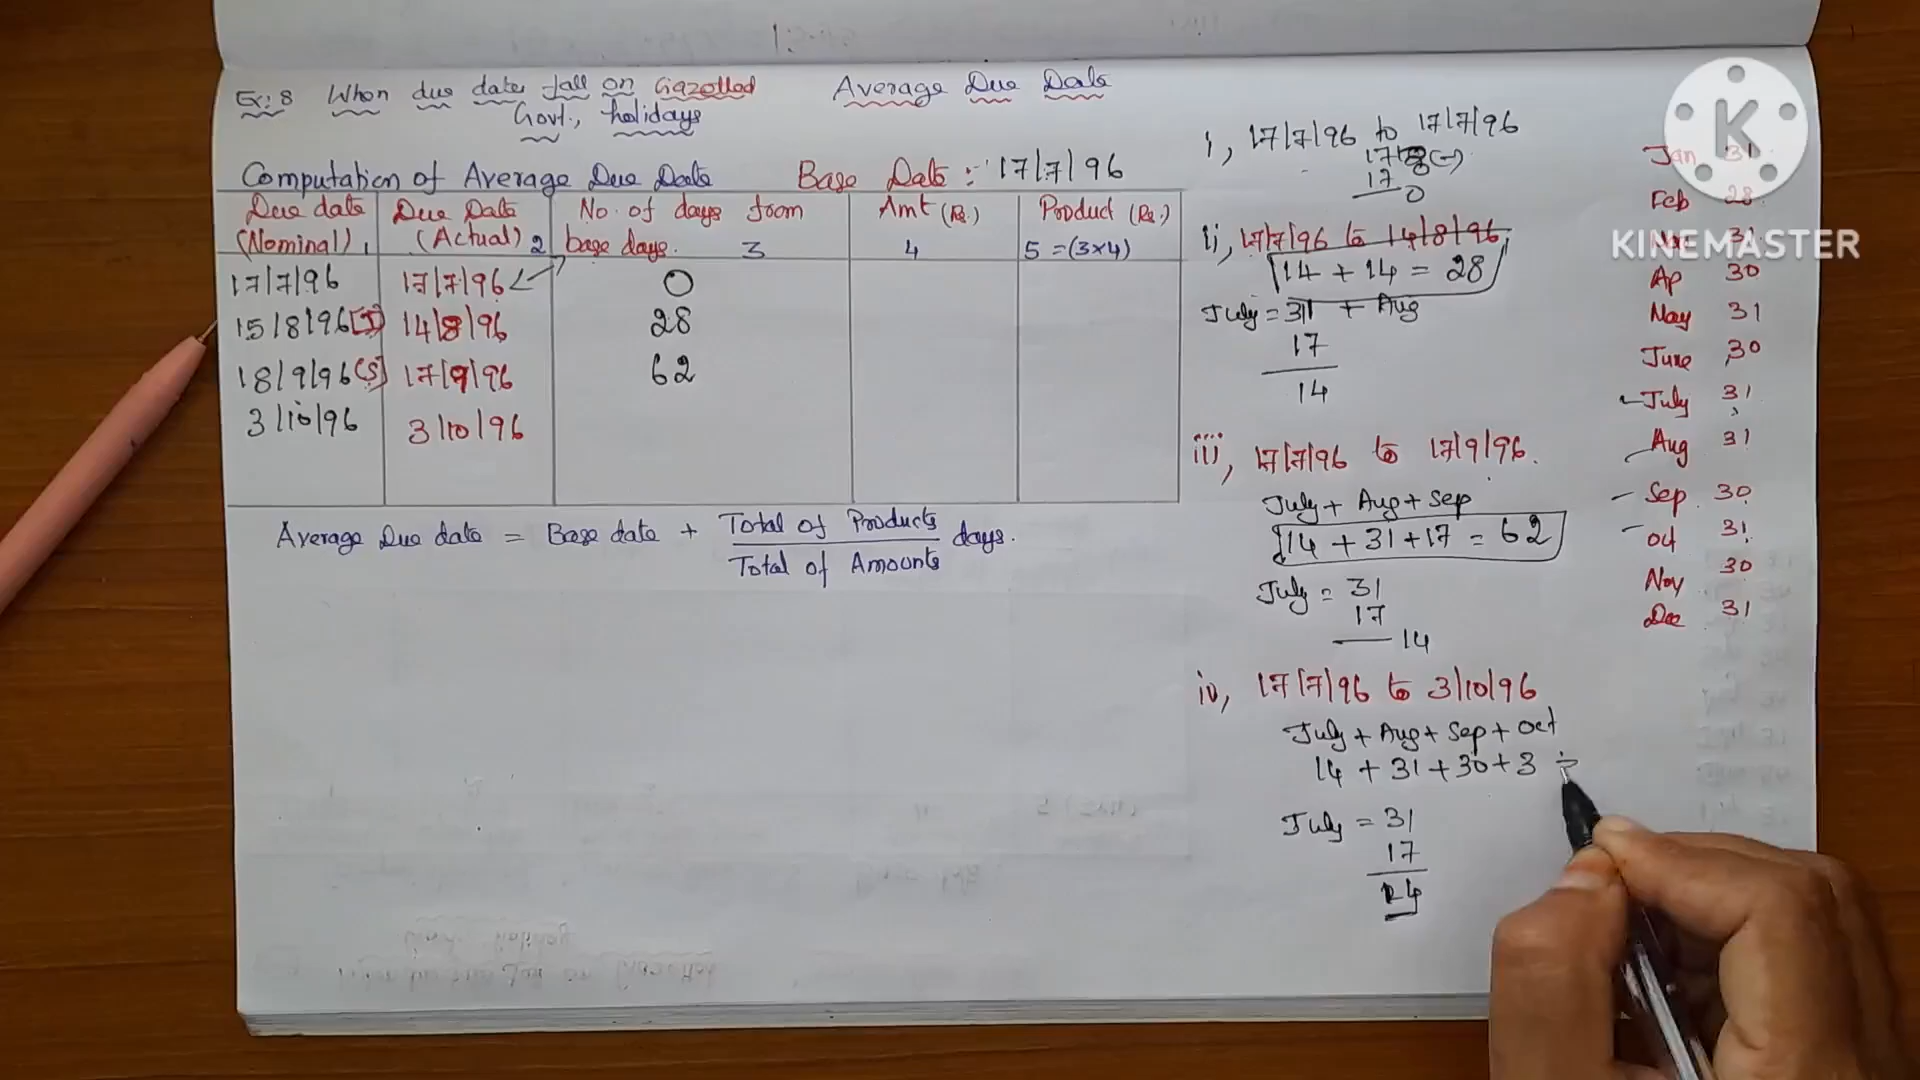 Ex: 8 When due dates fall on Gazetted
Govt., holidays
Average Due Date
Computation of Average Due Date Base Date : 17/7/96
Due date (Nominal) 1
Due Date (Actual) 2
No. of days from base days. 3
Amt (Rs.) 4
Product (Rs.) 5 = (3x4)
17/7/96 17/7/96 0
15/8/96(I) 14/8/96 28
18/9/96(S) 17/9/96 62
3/10/96 3/10/96
Average Due date = Base date + Total of Products / Total of Amounts days.
i, 17/7/96 to 17/7/96
17
0
ii, 17/7/96 to 14/8/96
14 + 14 = 28
July = 31 + Aug
17
14
iii, 17/7/96 to 17/9/96.
July + Aug + Sep
14 + 31 + 17 = 62
July = 31
17
14
iv, 17/7/96 to 3/10/96
July + Aug + Sep + Oct
14 + 31 + 30 + 3 =
July = 31
17
14
Jan 31
Feb 28
Mar 31
Ap 30
May 31
June 30
July 31
Aug 31
Sep 30
Oct 31
Nov 30
Dec 31
K
KINEMASTER